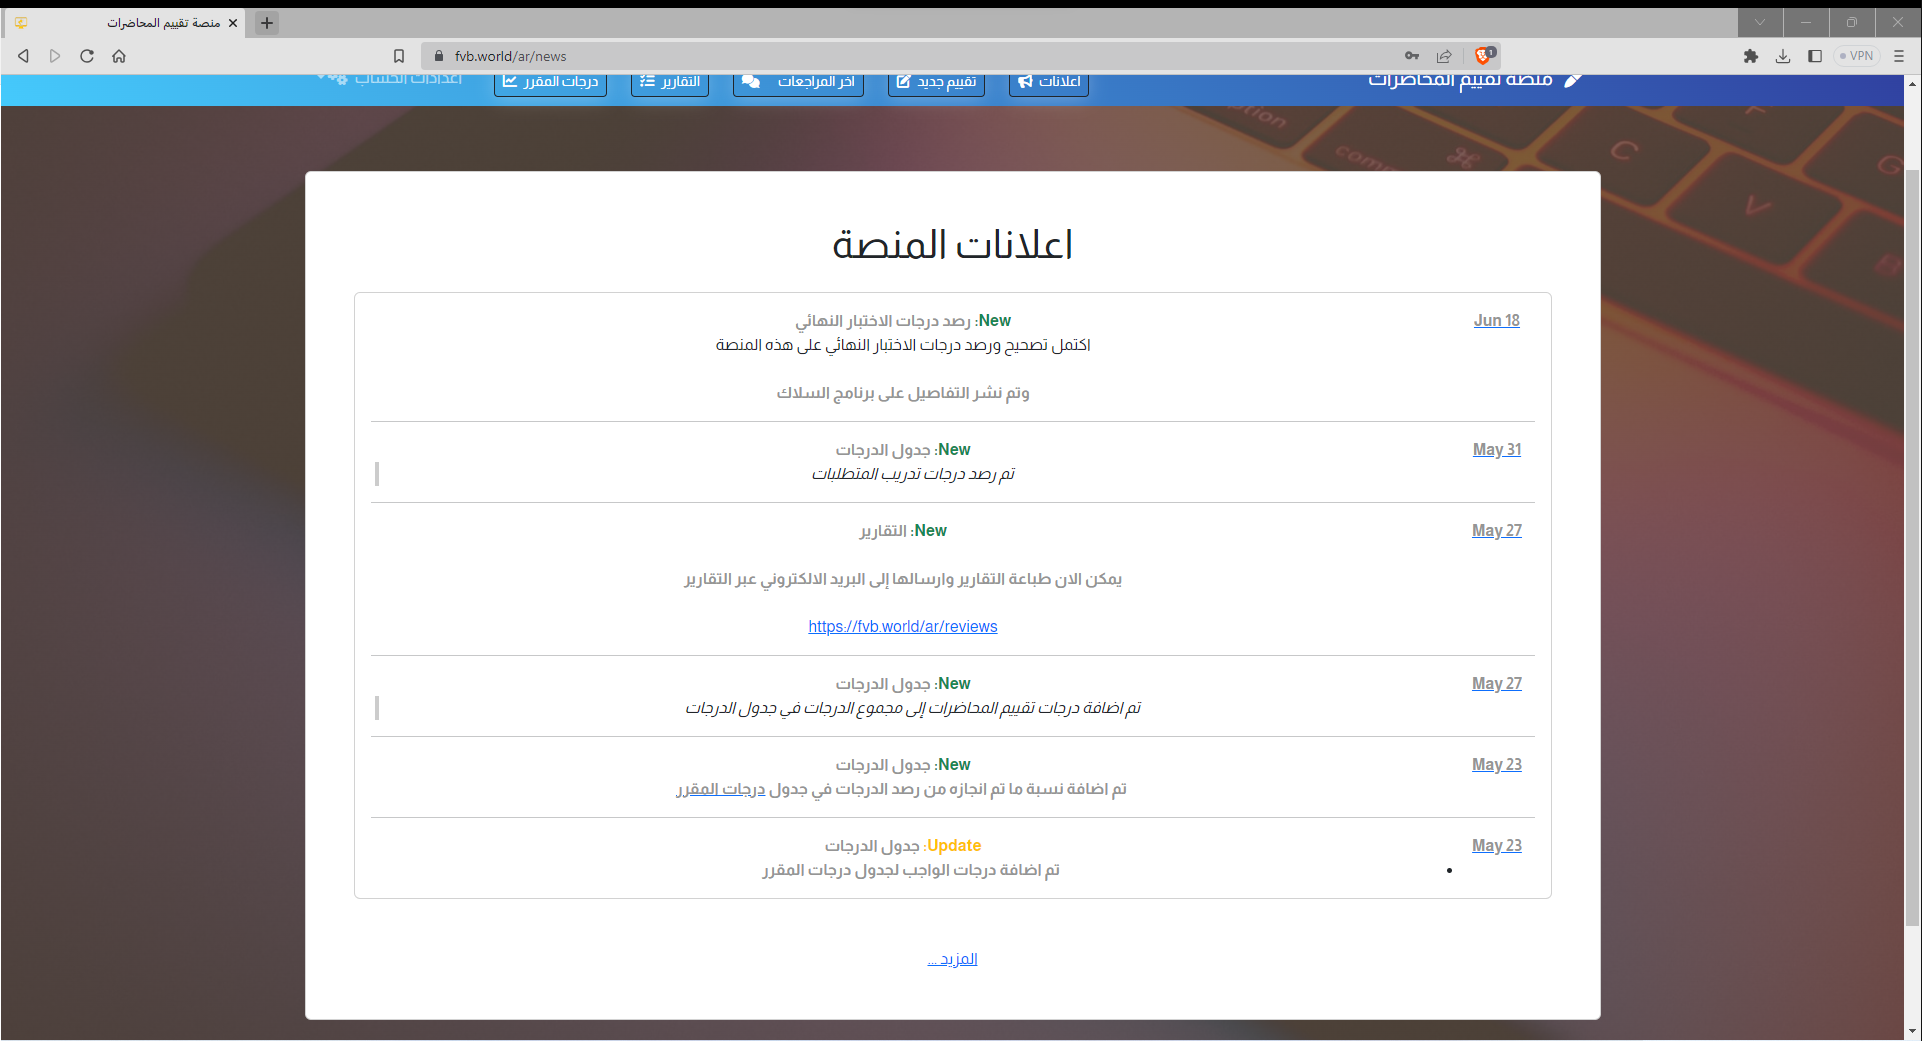 منصة تقييم المحاضرات
fvb.world/ar/news
1
VPN
منصة تقييم المحاضرات
اعلانات
تقييم جديد
اخر المراجعات
التقارير
درجات المقرر
اعدادات الحساب
option
comm
⌘
C
F
V
G
B
اعلانات المنصة
Jun 18
New: رصد درجات الاختبار النهائي
اكتمل تصحيح ورصد درجات الاختبار النهائي على هذه المنصة
وتم نشر التفاصيل على برنامج السلاك
May 31
New: جدول الدرجات
تم رصد درجات تدريب المتطلبات
May 27
New: التقارير
يمكن الان طباعة التقارير وارسالها إلى البريد الالكتروني عبر التقارير
https://fvb.world/ar/reviews
May 27
New: جدول الدرجات
تم اضافة درجات تقييم المحاضرات إلى مجموع الدرجات في جدول الدرجات
May 23
New: جدول الدرجات
تم اضافة نسبة ما تم انجازه من رصد الدرجات في جدول درجات المقرر
May 23
Update: جدول الدرجات
تم اضافة درجات الواجب لجدول درجات المقرر
المزيد ...